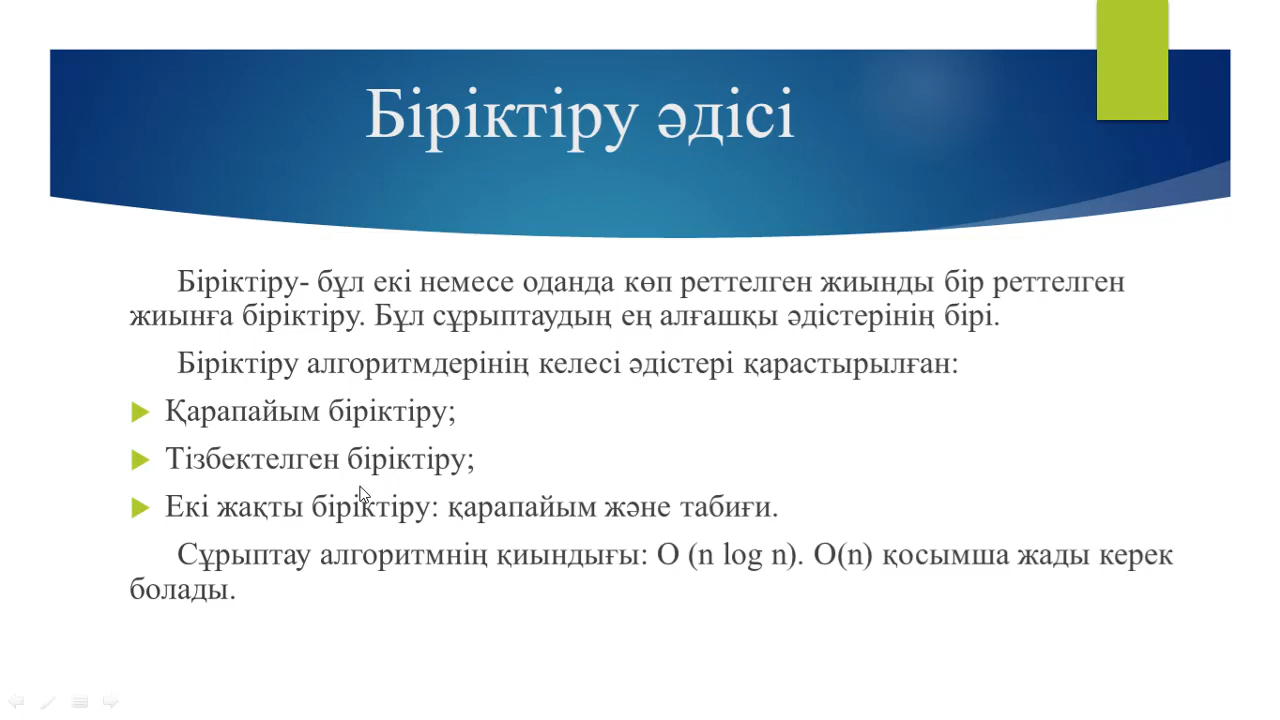 Біріктіру әдісі
Біріктіру- бұл екі немесе оданда көп реттелген жиынды бір реттелген
жиынға біріктіру. Бұл сұрыптаудың ең алғашқы әдістерінің бірі.
Біріктіру алгоритмдерінің келесі әдістері қарастырылған:
Қарапайым біріктіру;
Тізбектелген біріктіру;
Екі жақты біріктіру: қарапайым және табиғи.
Сұрыптау алгоритмнің қиындығы: O (n log n). O(n) қосымша жады керек
болады.